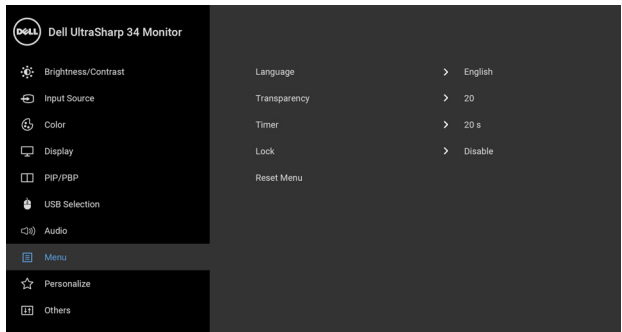 DELL Dell UltraSharp 34 Monitor
Brightness/Contrast
Input Source
Color
Display
PIP/PBP
USB Selection
Audio
Menu
Personalize
Others
Language > English
Transparency > 20
Timer > 20 s
Lock > Disable
Reset Menu